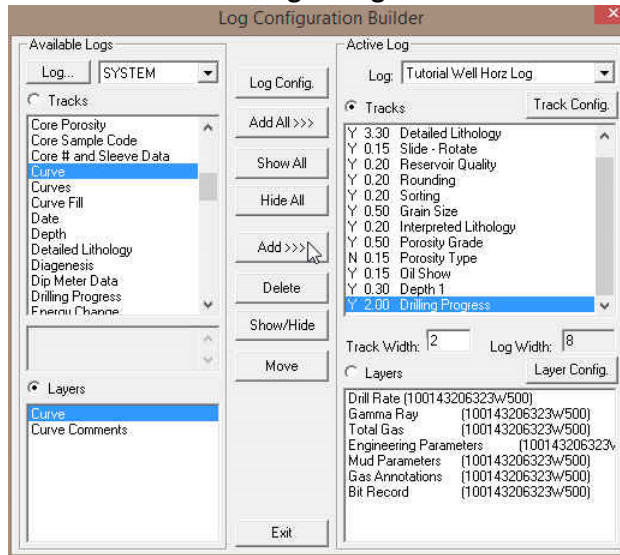 Log Configuration Builder
Available Logs
Log... SYSTEM
Tracks
Core Porosity
Core Sample Code
Core # and Sleeve Data
Curve
Curves
Curve Fill
Date
Depth
Detailed Lithology
Diagenesis
Dip Meter Data
Drilling Progress
Energy Change
Layers
Curve
Curve Comments
Log Config.
Add All >>>
Show All
Hide All
Add >>>
Delete
Show/Hide
Move
Exit
Active Log
Log: Tutorial Well Horz Log
Tracks Track Config.
Y 3.30 Detailed Lithology
Y 0.15 Slide - Rotate
Y 0.20 Reservoir Quality
Y 0.20 Rounding
Y 0.20 Sorting
Y 0.50 Grain Size
Y 0.20 Interpreted Lithology
Y 0.50 Porosity Grade
N 0.15 Porosity Type
Y 0.15 Oil Show
Y 0.30 Depth 1
Y 2.00 Drilling Progress
Track Width: 2 Log Width: 8
Layers Layer Config.
Drill Rate (100143206323W500)
Gamma Ray (100143206323W500)
Total Gas (100143206323W500)
Engineering Parameters (100143206323W
Mud Parameters (100143206323W500)
Gas Annotations (100143206323W500)
Bit Record (100143206323W500)